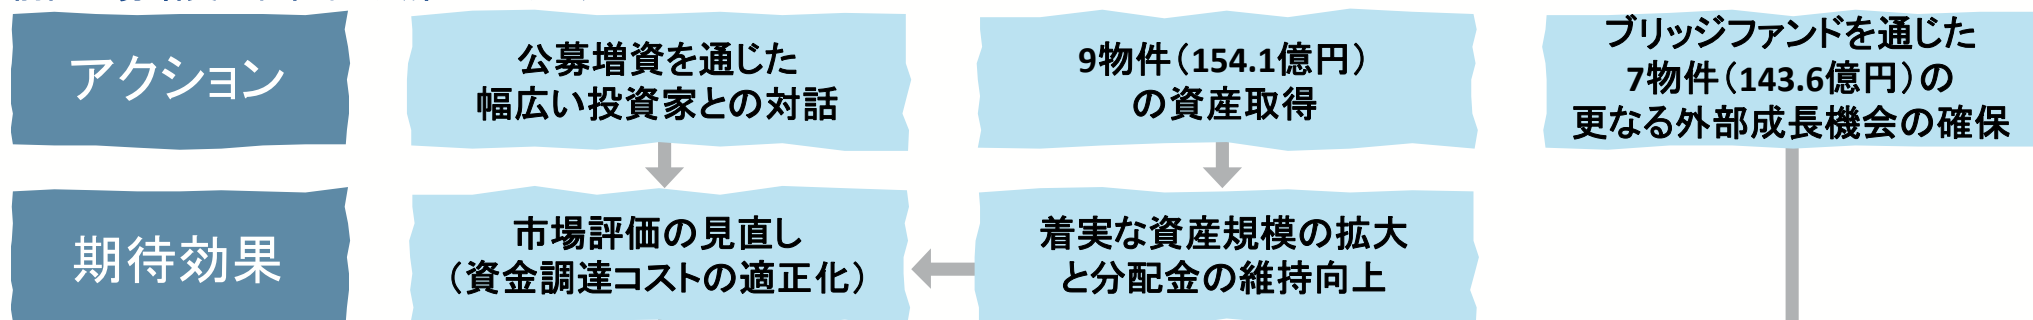 アクション
公募増資を通じた
幅広い投資家との対話
9物件（154.1億円）
の資産取得
ブリッジファンドを通じた
7物件（143.6億円）の
更なる外部成長機会の確保
期待効果
市場評価の見直し
（資金調達コストの適正化）
着実な資産規模の拡大
と分配金の維持向上